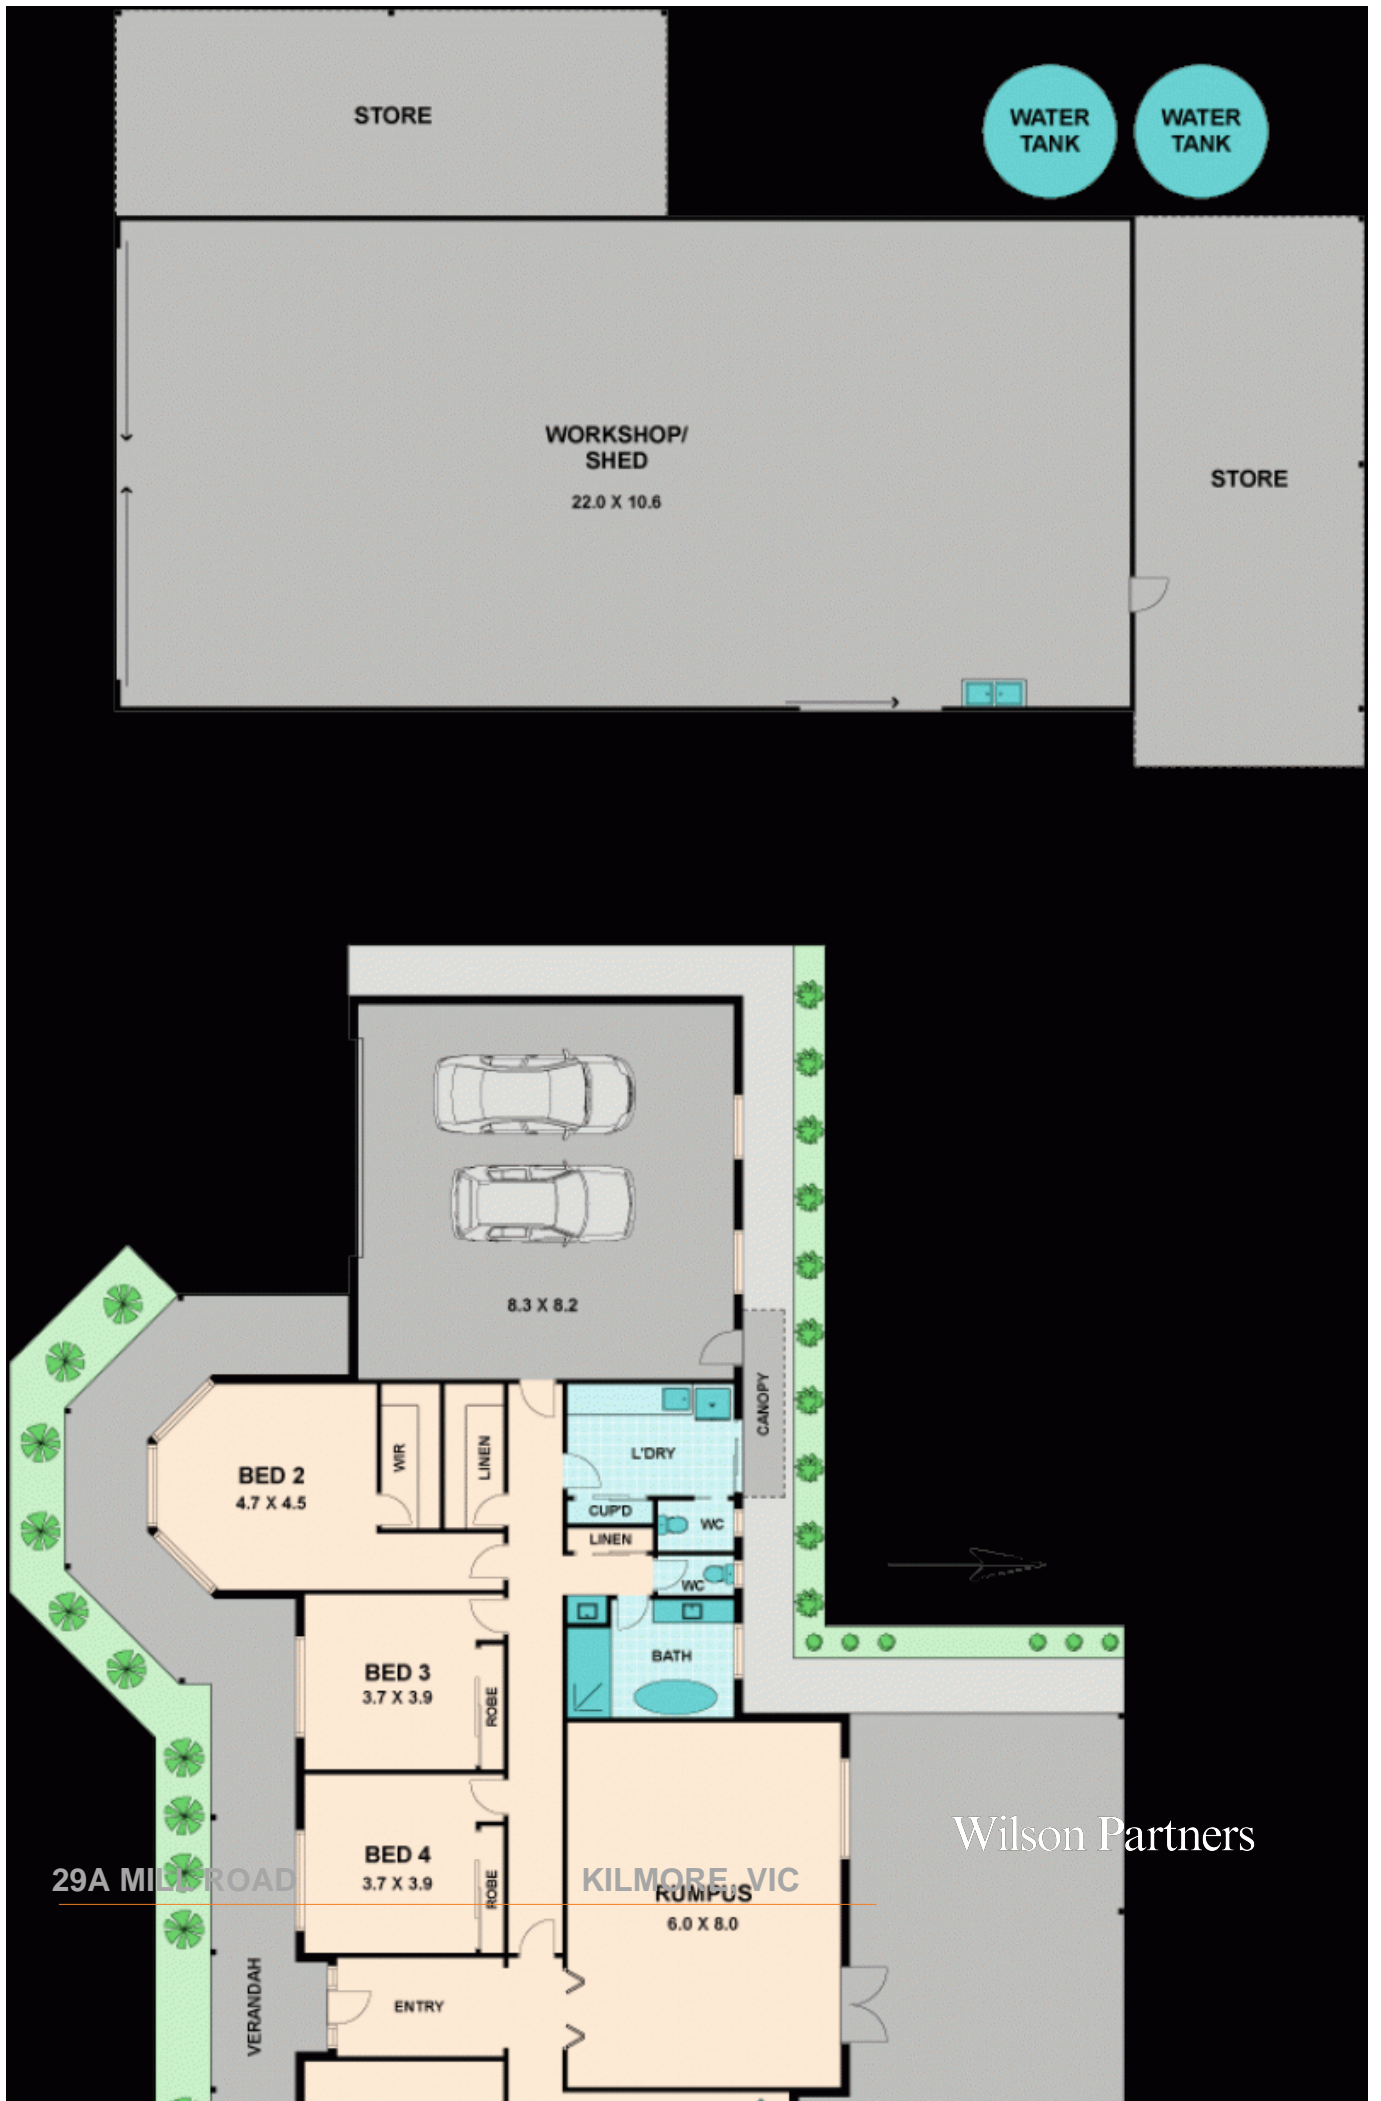 STORE
WATER
TANK
WATER
TANK
WORKSHOP/
SHED
22.0 X 10.6
STORE
8.3 X 8.2
CANOPY
BED 2
4.7 X 4.5
WIR
LINEN
L'DRY
CUP'D
WC
LINEN
WC
BATH
BED 3
3.7 X 3.9
ROBE
BED 4
3.7 X 3.9
ROBE
Wilson Partners
29A MILL ROAD
KILMORE, VIC
RUMPUS
6.0 X 8.0
VERANDAH
ENTRY